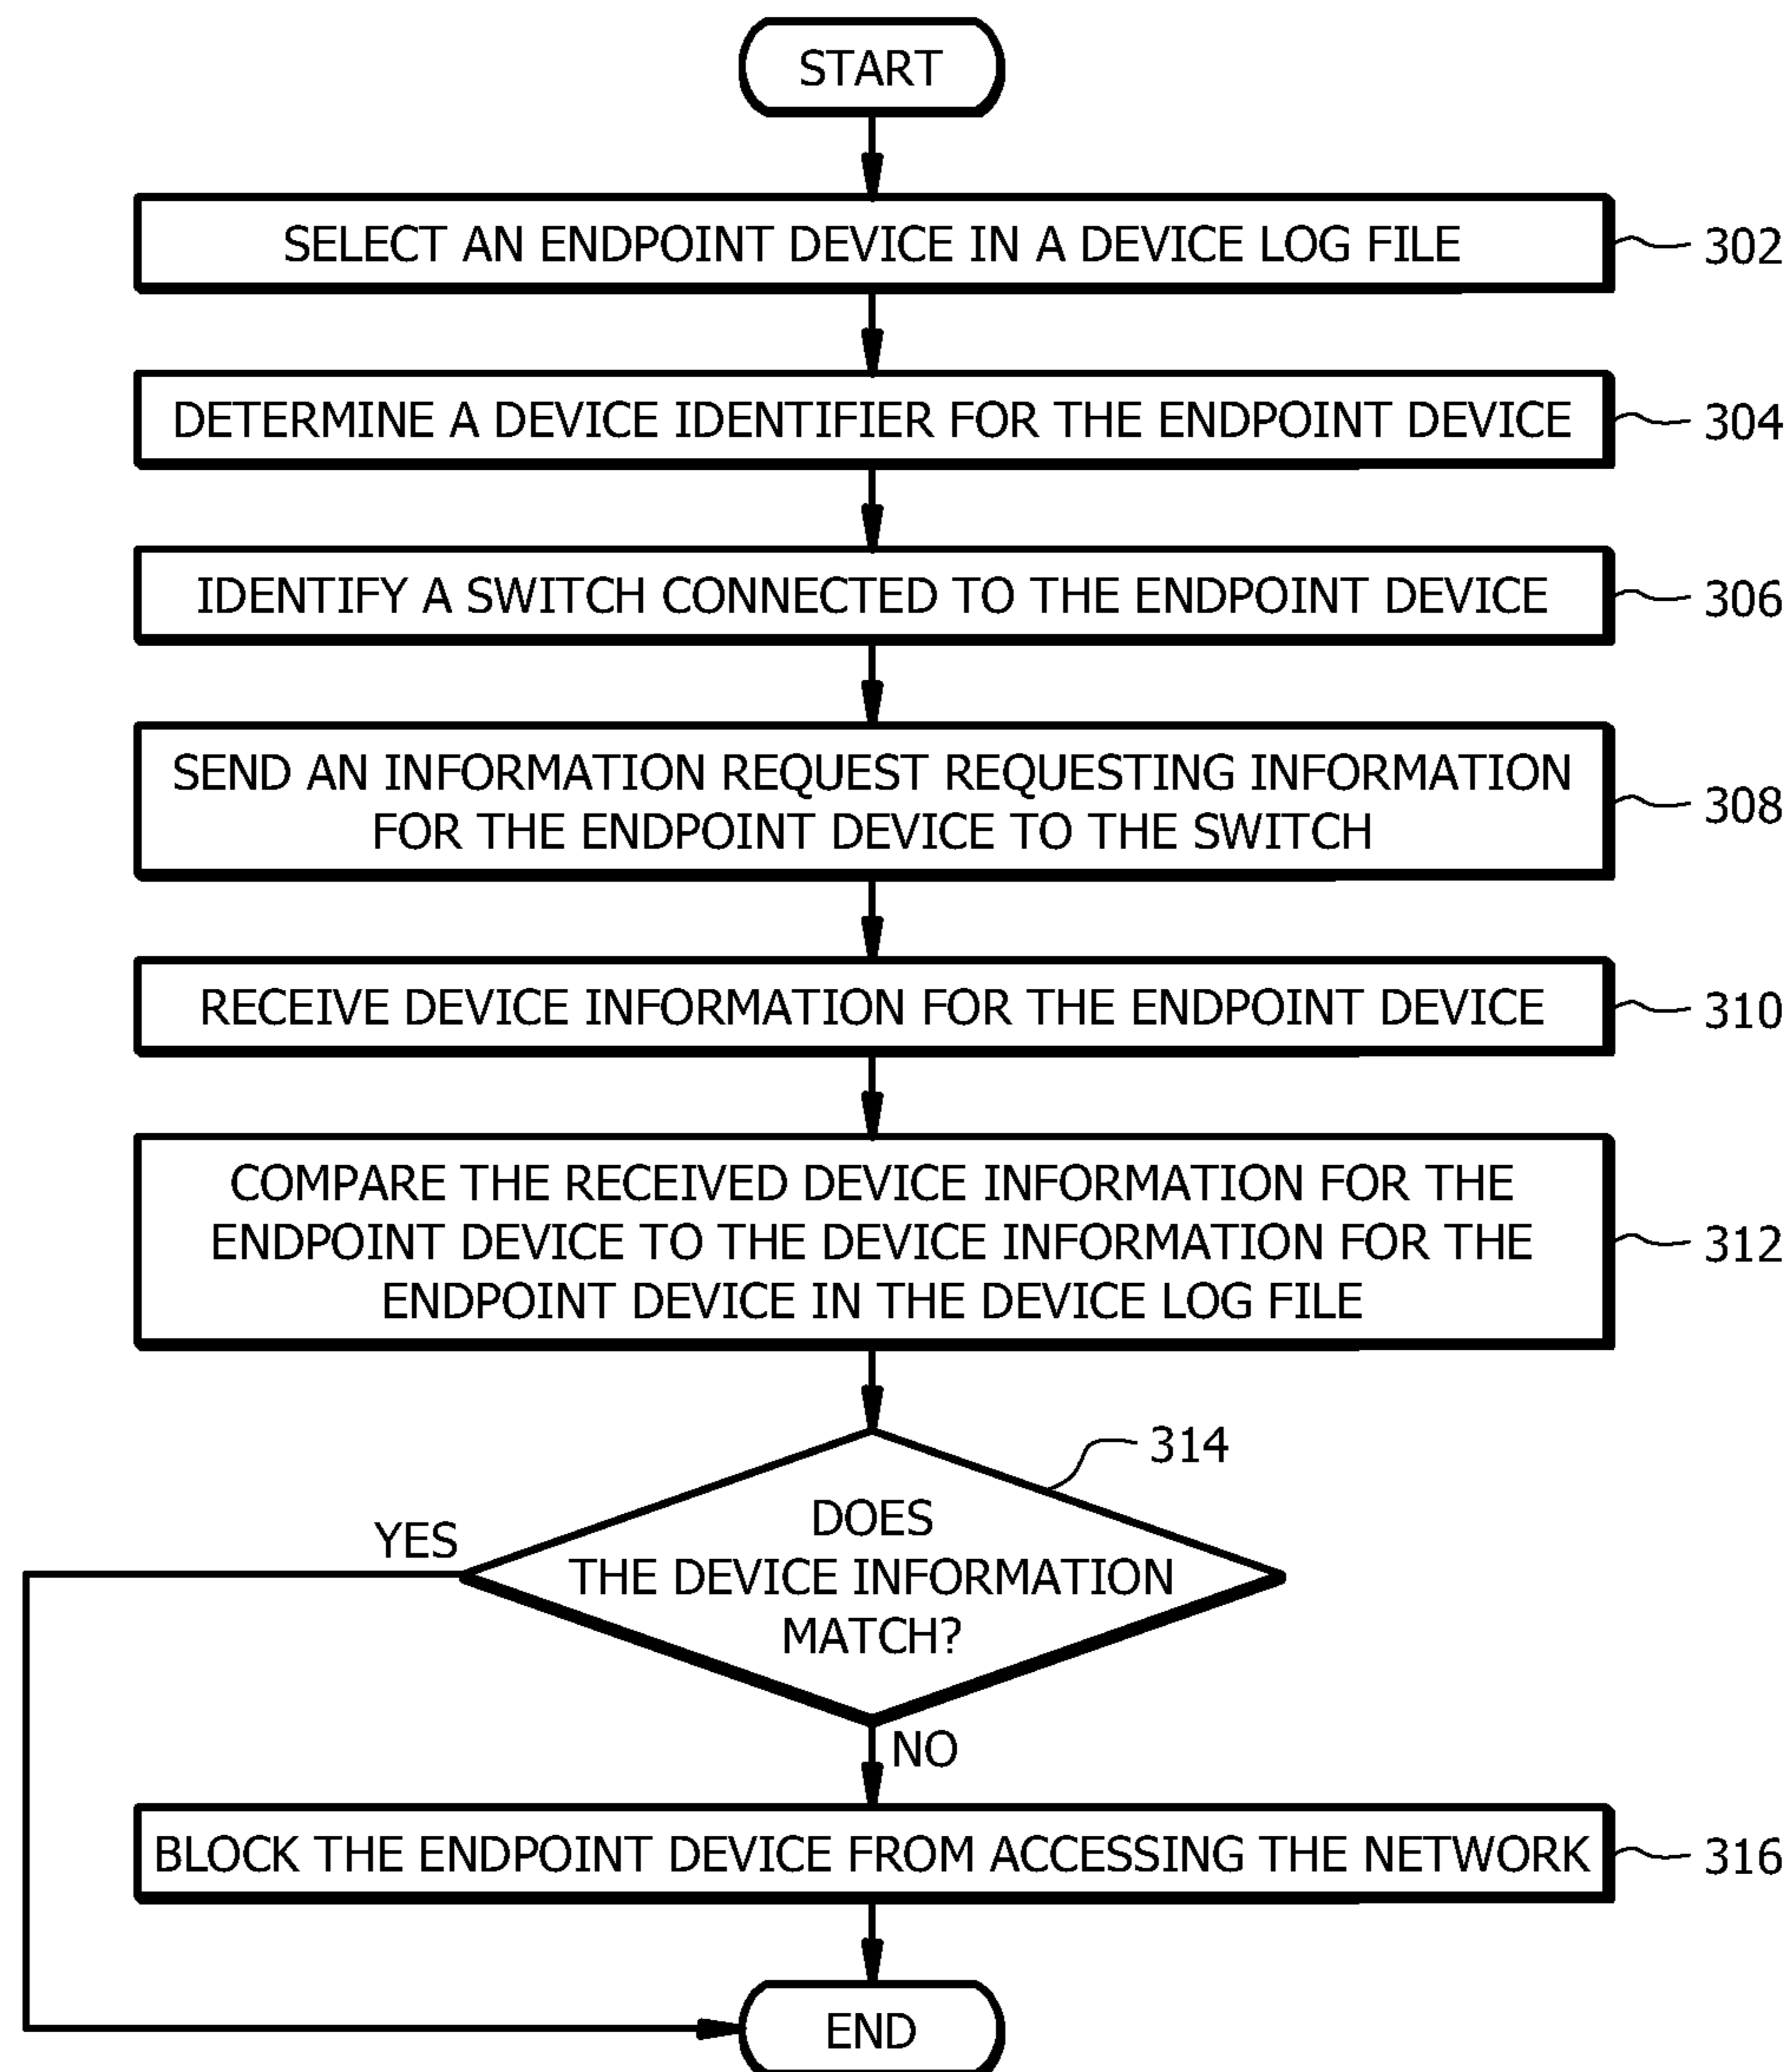 START
SELECT AN ENDPOINT DEVICE IN A DEVICE LOG FILE
302
DETERMINE A DEVICE IDENTIFIER FOR THE ENDPOINT DEVICE
304
IDENTIFY A SWITCH CONNECTED TO THE ENDPOINT DEVICE
306
SEND AN INFORMATION REQUEST REQUESTING INFORMATION
FOR THE ENDPOINT DEVICE TO THE SWITCH
308
RECEIVE DEVICE INFORMATION FOR THE ENDPOINT DEVICE
310
COMPARE THE RECEIVED DEVICE INFORMATION FOR THE
ENDPOINT DEVICE TO THE DEVICE INFORMATION FOR THE
ENDPOINT DEVICE IN THE DEVICE LOG FILE
312
314
DOES
THE DEVICE INFORMATION
MATCH?
YES
NO
BLOCK THE ENDPOINT DEVICE FROM ACCESSING THE NETWORK
316
END